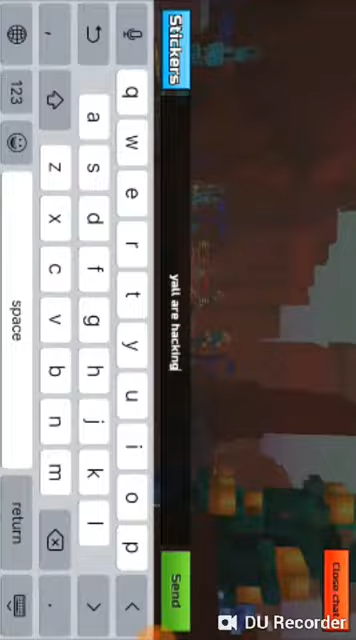 Close chat
Stickers
yall are hacking
Send
q w e r t y u i o p
a s d f g h j k l
z x c v b n m
, .
123
space
return
DU Recorder